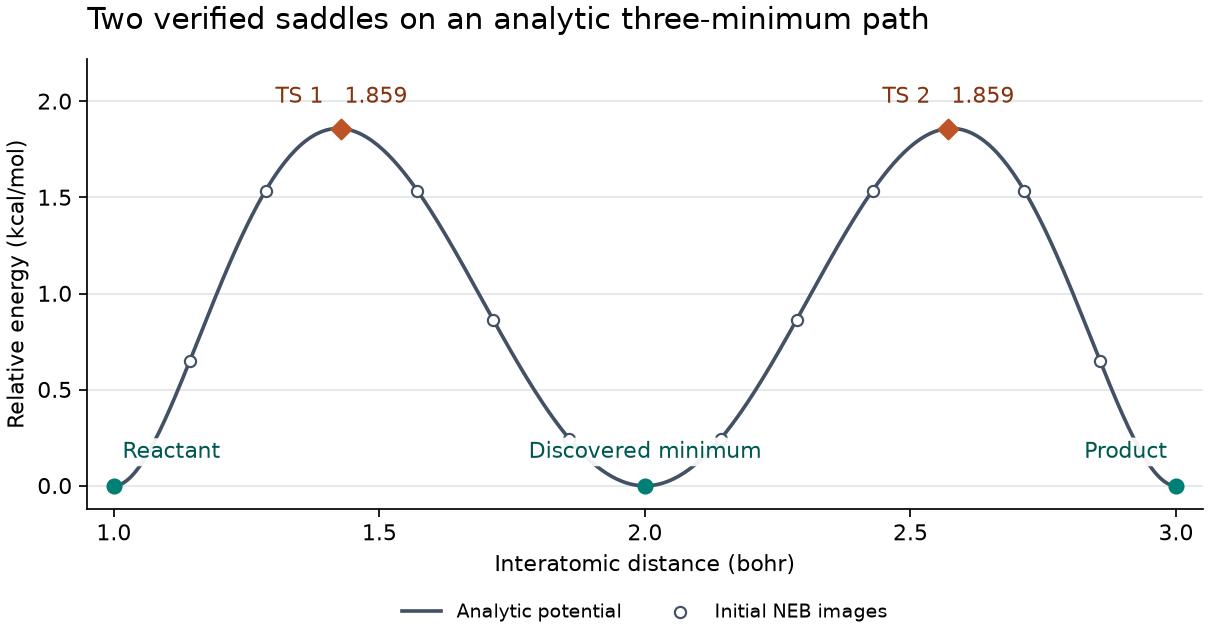 Two verified saddles on an analytic three-minimum path
TS 1   1.859
TS 2   1.859
2.0
1.5
1.0
0.5
0.0
Relative energy (kcal/mol)
Reactant
Discovered minimum
Product
1.0
1.5
2.0
2.5
3.0
Interatomic distance (bohr)
Analytic potential
Initial NEB images